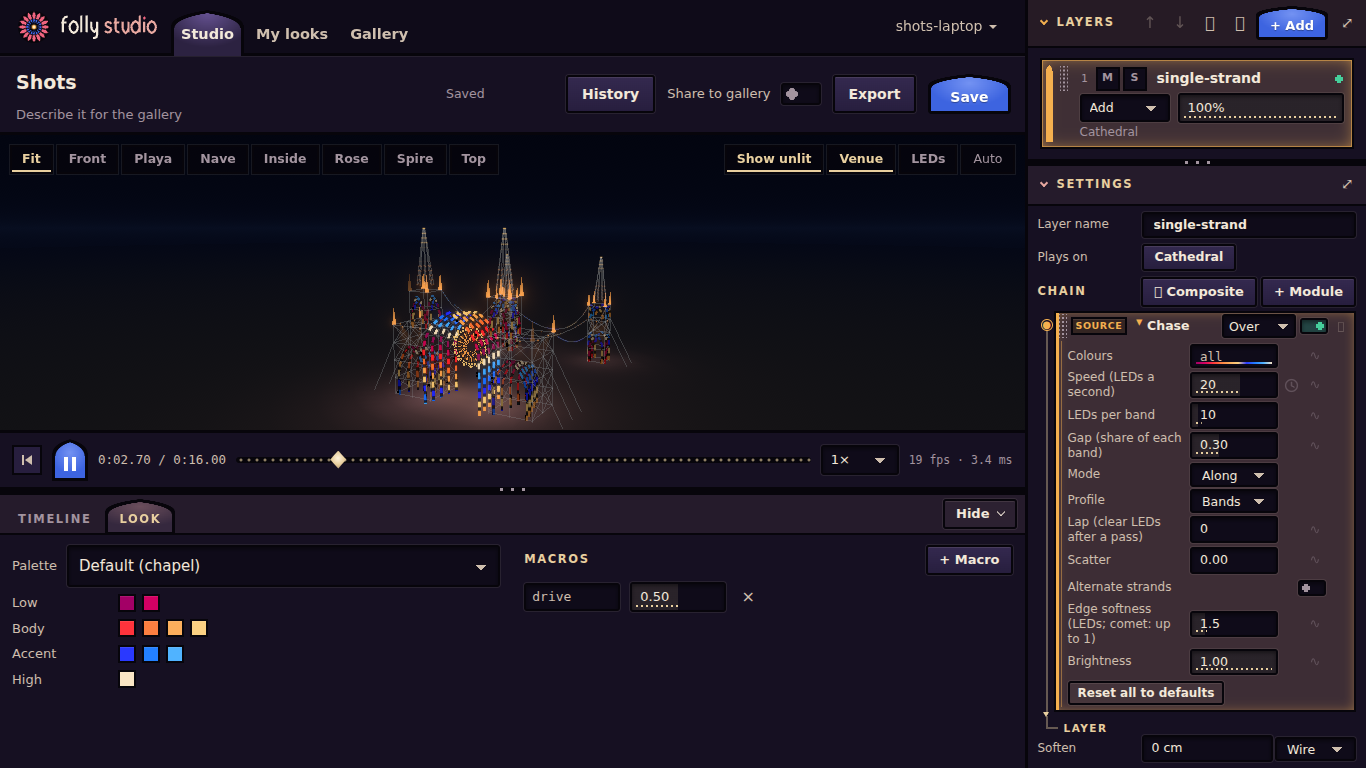 folly studio
Studio
My looks
Gallery
shots-laptop
Shots
Describe it for the gallery
Saved
History
Share to gallery
Export
Save
Fit
Front
Playa
Nave
Inside
Rose
Spire
Top
Show unlit
Venue
LEDs
Auto
0:02.70 / 0:16.00
1×
19 fps · 3.4 ms
TIMELINE
LOOK
Hide
Palette
Default (chapel)
Low
Body
Accent
High
MACROS
+ Macro
drive
0.50
×
LAYERS
↑
↓
+ Add
1
M
S
single-strand
Add
100%
Cathedral
SETTINGS
Layer name
single-strand
Plays on
Cathedral
CHAIN
Composite
+ Module
SOURCE
Chase
Over
Colours
all
Speed (LEDs a
second)
20
LEDs per band
10
Gap (share of each
band)
0.30
Mode
Along
Profile
Bands
Lap (clear LEDs
after a pass)
0
Scatter
0.00
Alternate strands
Edge softness
(LEDs; comet: up
to 1)
1.5
Brightness
1.00
Reset all to defaults
LAYER
Soften
0 cm
Wire